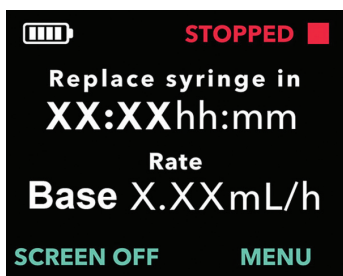 STOPPED
Replace syringe in
XX:XXhh:mm
Rate
Base X.XXmL/h
SCREEN OFF MENU